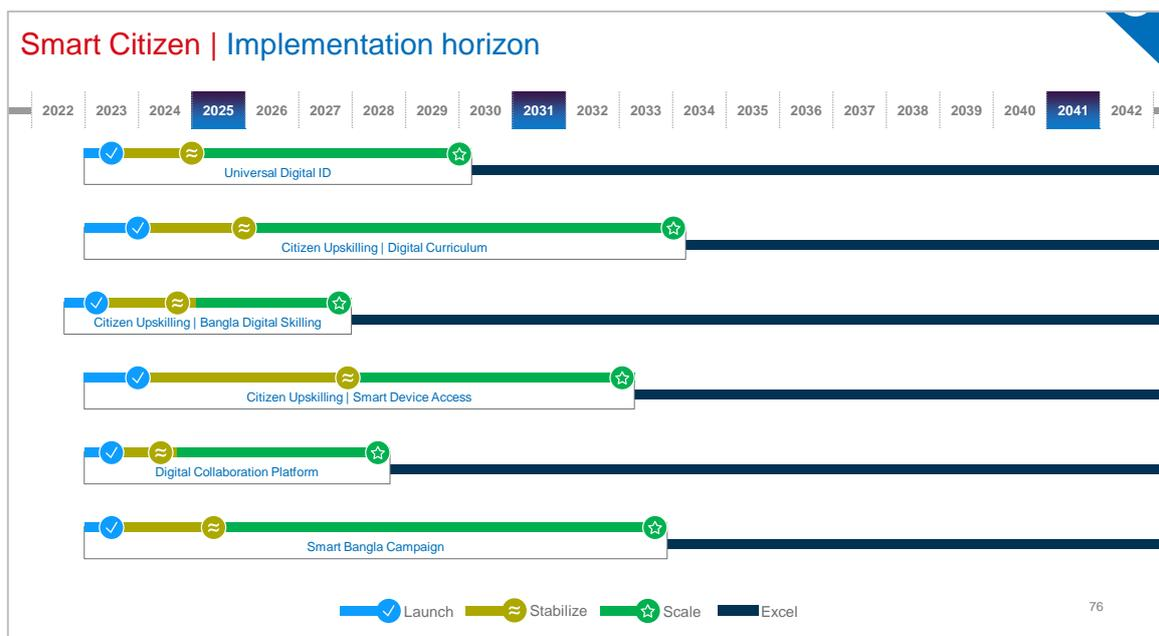 Smart Citizen | Implementation horizon
2022 2023 2024 2025 2026 2027 2028 2029 2030 2031 2032 2033 2034 2035 2036 2037 2038 2039 2040 2041 2042
Universal Digital ID
Citizen Upskilling | Digital Curriculum
Citizen Upskilling | Bangla Digital Skilling
Citizen Upskilling | Smart Device Access
Digital Collaboration Platform
Smart Bangla Campaign
Launch Stabilize Scale Excel
76